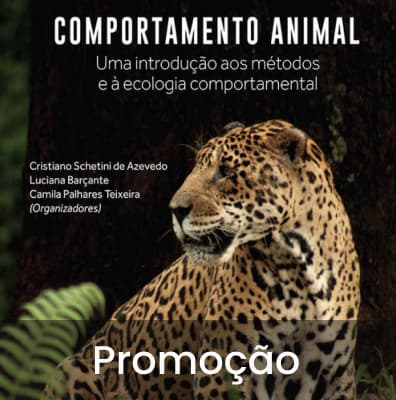 COMPORTAMENTO ANIMAL
Uma introdução aos métodos
e à ecologia comportamental
Cristiano Schetini de Azevedo
Luciana Barçante
Camila Palhares Teixeira
(Organizadores)
Promoção